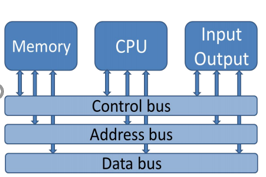 Memory
CPU
Input
Output
Control bus
Address bus
Data bus